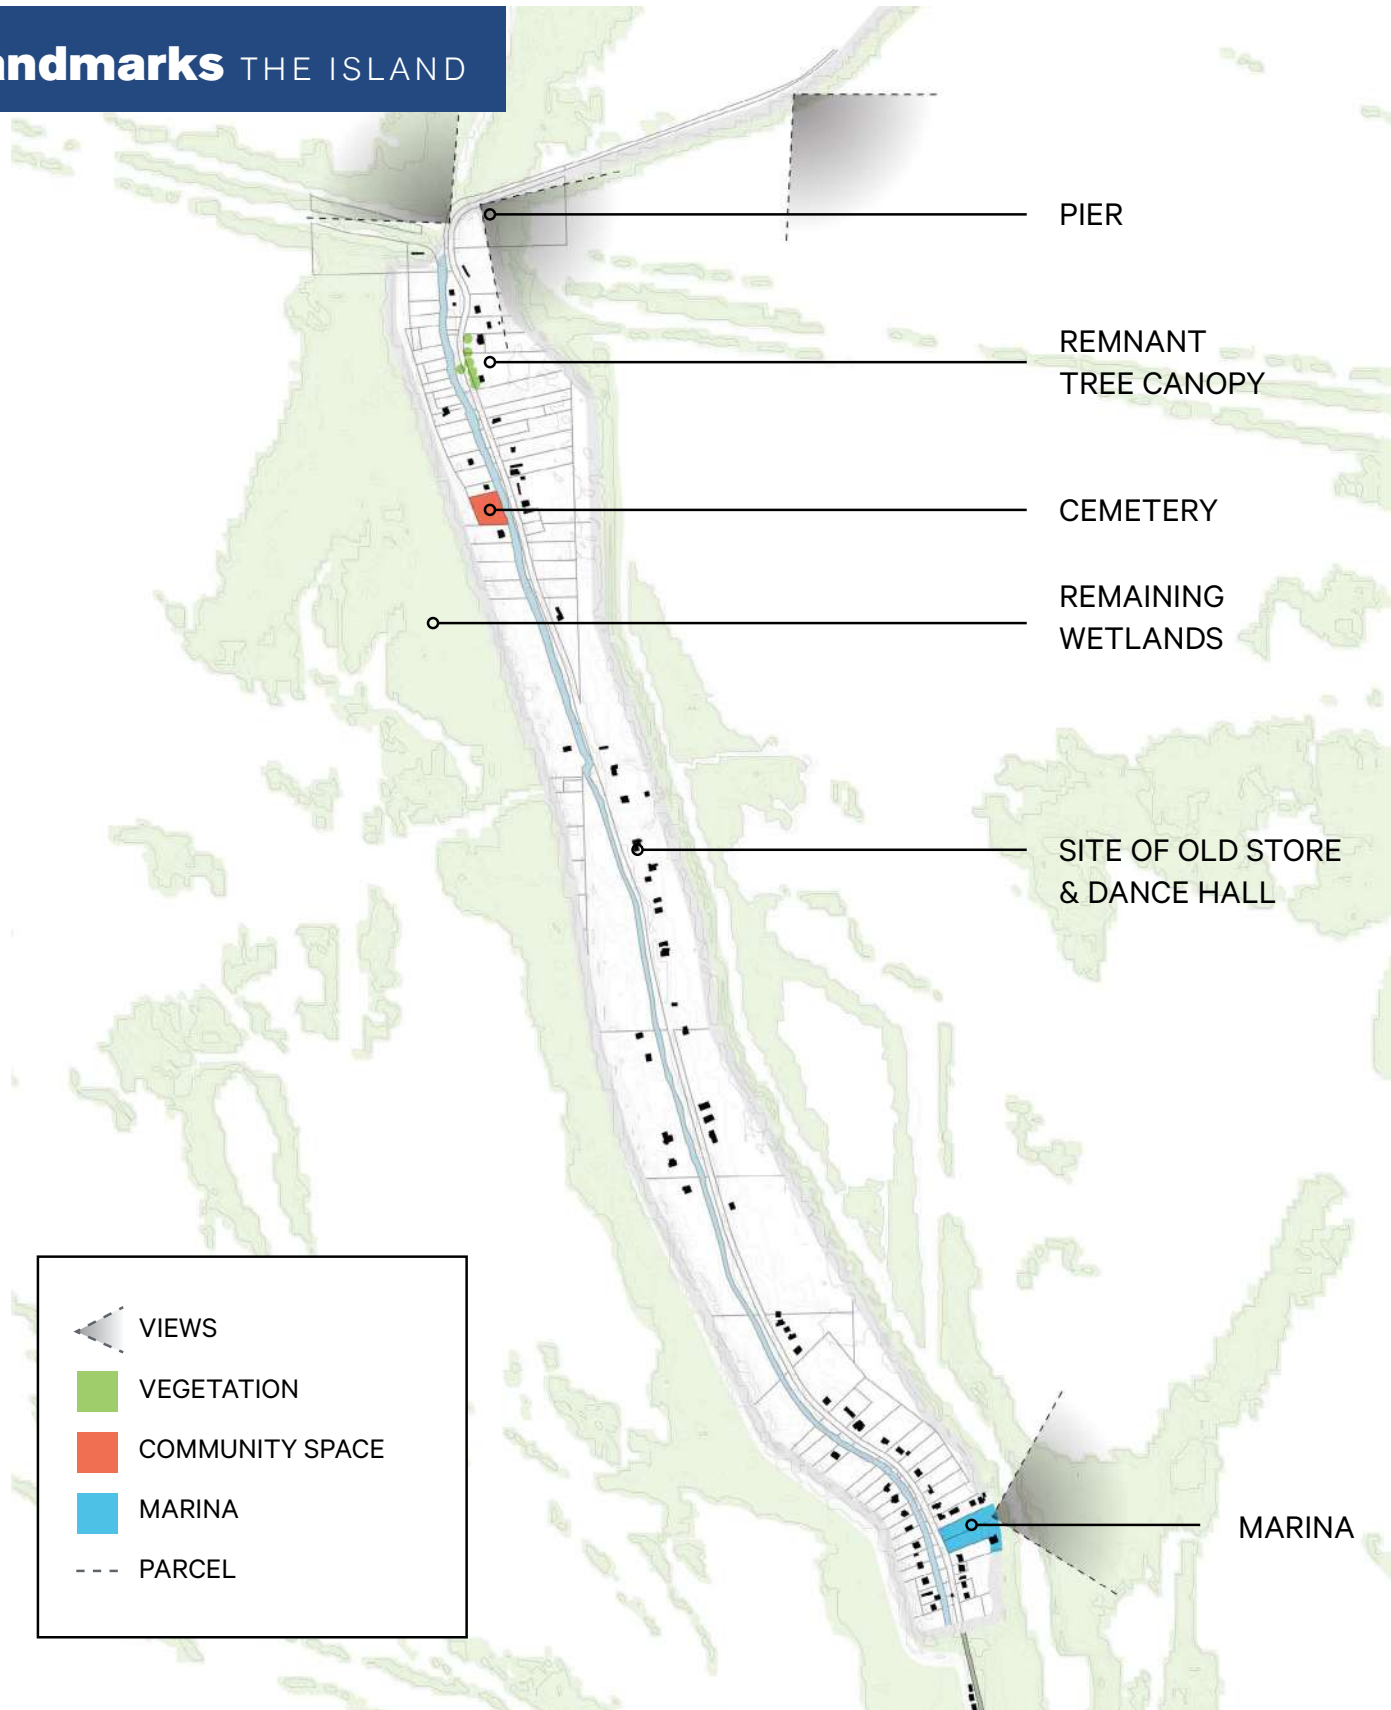 andmarks THE ISLAND
PIER
REMNANT
TREE CANOPY
CEMETERY
REMAINING
WETLANDS
SITE OF OLD STORE
& DANCE HALL
VIEWS
VEGETATION
COMMUNITY SPACE
MARINA
PARCEL
MARINA